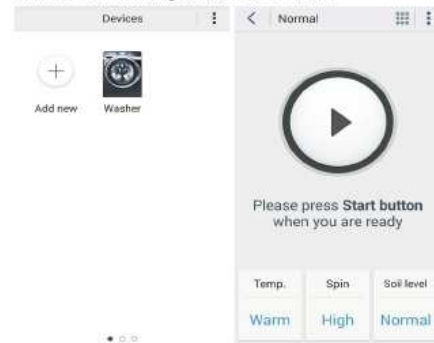 Devices
Add new
Washer
Normal
Please press Start button
when you are ready
Temp.
Spin
Soil level
Warm
High
Normal